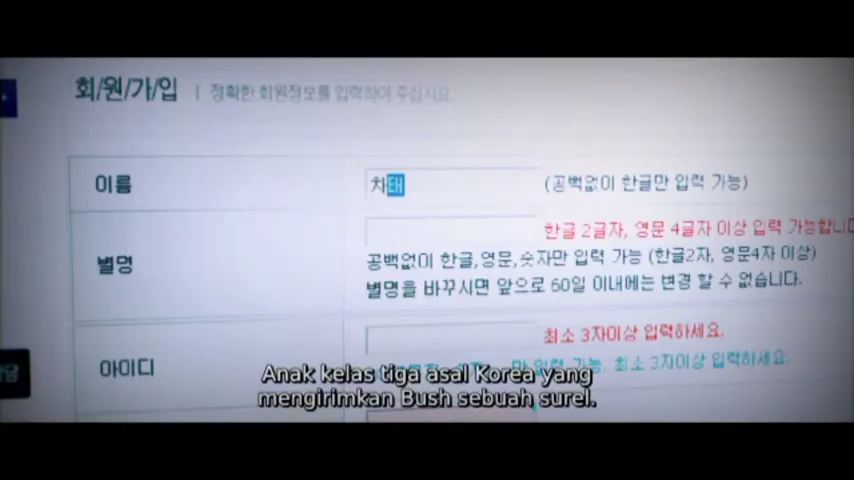 회/원/가/입 | 정확한 회원정보를 입력하여 주십시요.
이름 차태 (공백없이 한글만 입력 가능)
한글 2글자, 영문 4글자 이상 입력 가능합니다
별명 공백없이 한글,영문,숫자만 입력 가능 (한글2자, 영문4자 이상)
별명을 바꾸시면 앞으로 60일 이내에는 변경 할 수 없습니다.
최소 3자이상 입력하세요.
아이디 만 입력 가능, 최소 3자이상 입력하세요.
Anak kelas tiga asal Korea yang
mengirimkan Bush sebuah surel.